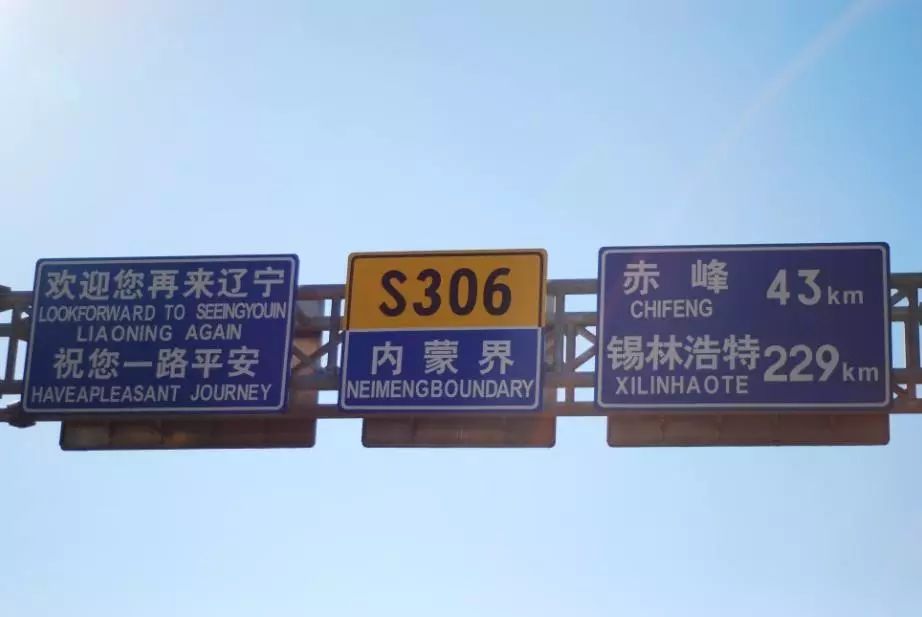 欢迎您再来辽宁
LOOKFORWARD TO SEEINGYOUIN
LIAONING AGAIN
祝您一路平安
HAVEAPLEASANT JOURNEY
S306
内蒙界
NEIMENGBOUNDARY
赤峰 43km
CHIFENG
锡林浩特 229km
XILINHAOTE